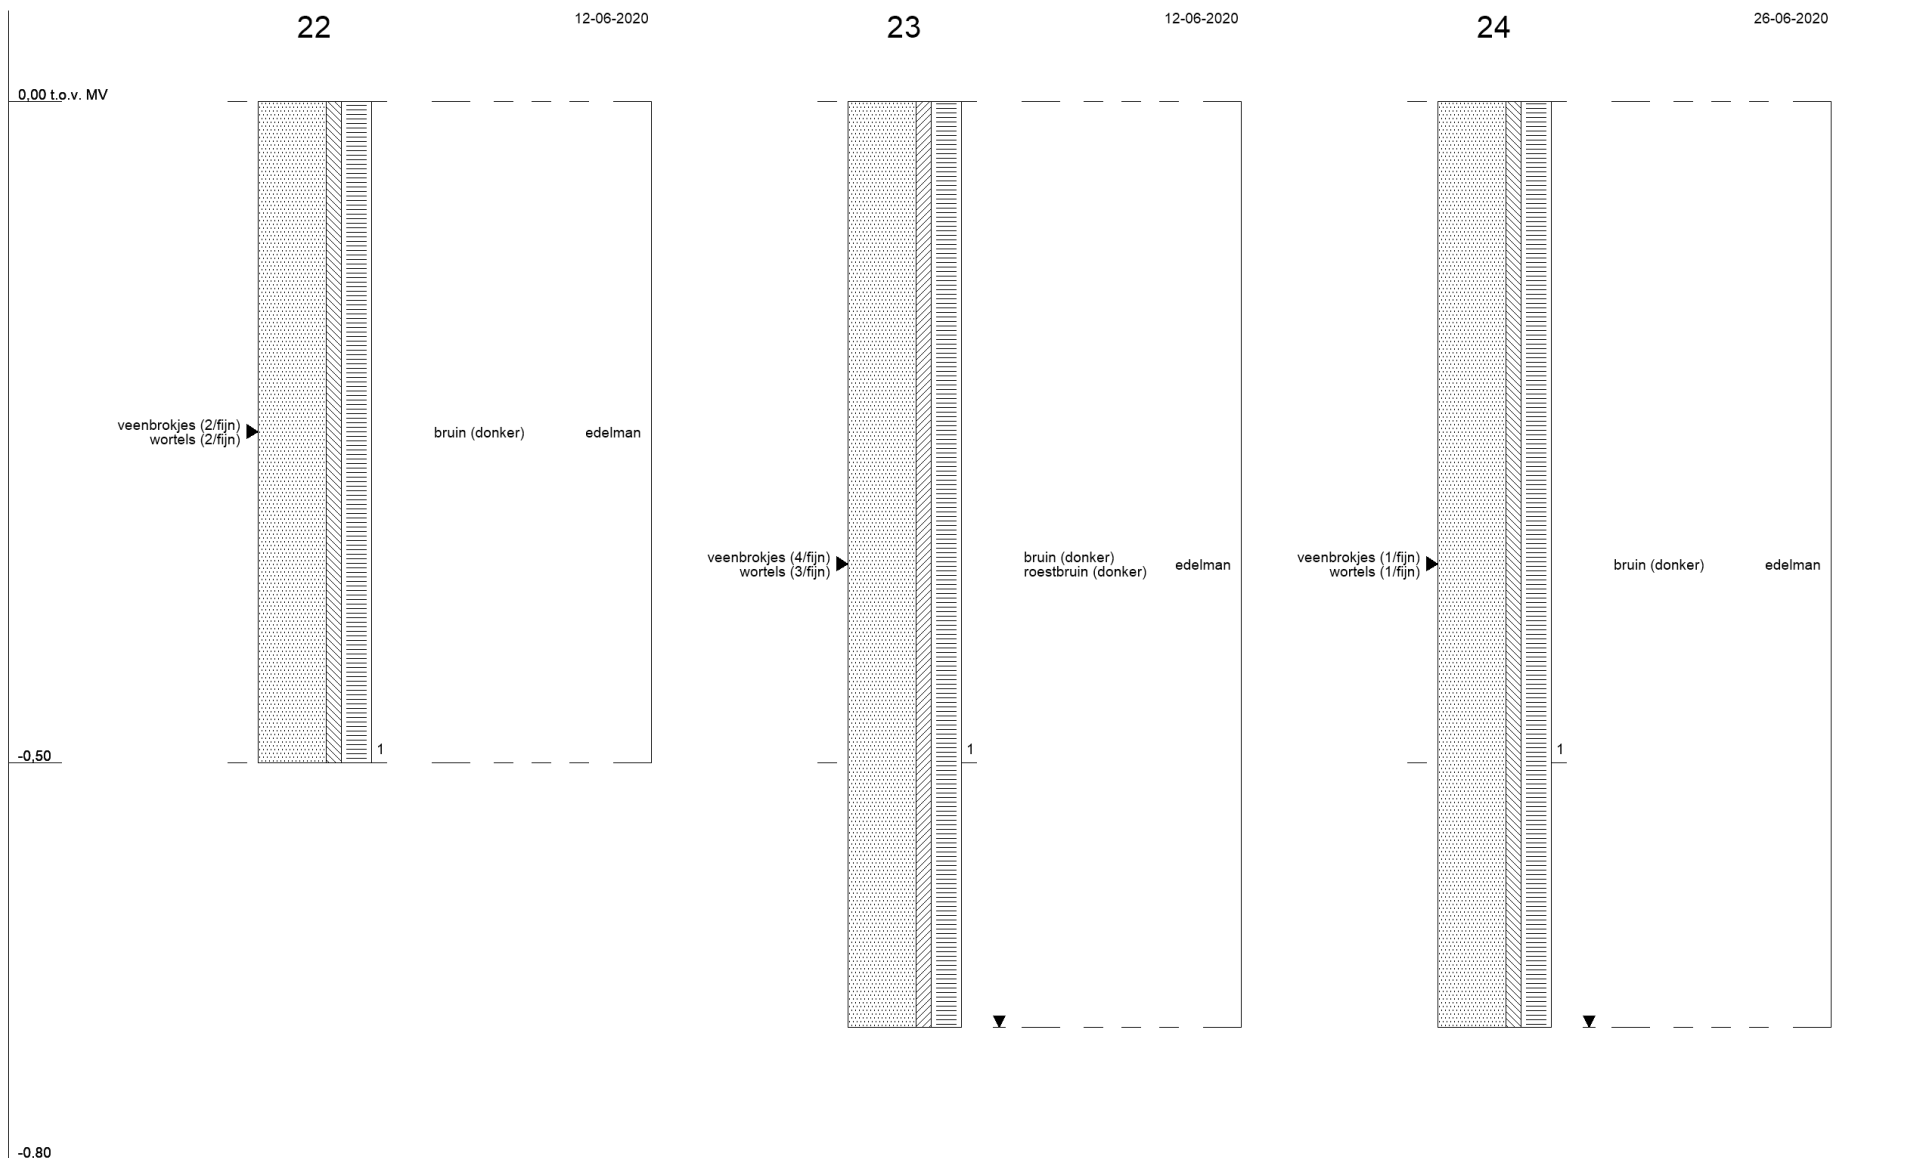 22
12-06-2020
23
12-06-2020
24
26-06-2020
0,00 t.o.v. MV
veenbrokjes (2/fijn)
wortels (2/fijn)
bruin (donker)
edelman
veenbrokjes (4/fijn)
wortels (3/fijn)
bruin (donker)
roestbruin (donker)
edelman
veenbrokjes (1/fijn)
wortels (1/fijn)
bruin (donker)
edelman
-0,50
1
1
1
-0,80